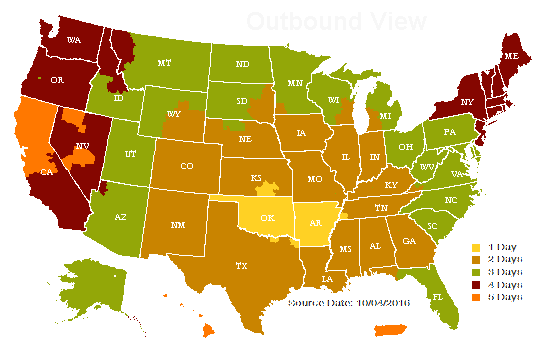 Outbound View
WA
ME
MT
ND
MN
OR
NY
ID
SD
WI
MI
WY
PA
IA
NE
OH
NV
IL
IN
UT
WV
VA
CO
CA
KS
MO
KY
NC
TN
OK
AR
SC
AZ
NM
MS
AL
GA
1 Day
TX
2 Days
LA
3 Days
4 Days
FL
5 Days
Source Date: 10/04/2016